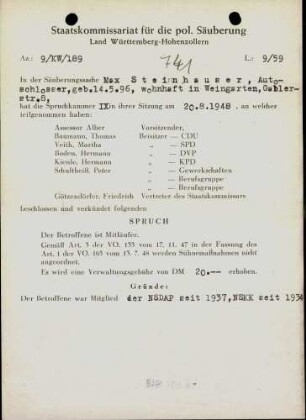 Staatskommissariat für die pol. Säuberung
Land Württemberg-Hohenzollern
Az.: 9/KW/189
741
L: 9/59
In der Säuberungssache Max Steinhauser, Auto-
schlosser, geb.14.5.96, wohnhaft in Weingarten, Gabler-
str.8,
hat die Spruchkammer IX in ihrer Sitzung am 20.8.1948, an welcher
teilgenommen haben:
Assessor Alber Vorsitzender,
Baumann, Thomas Beisitzer — CDU
Veith, Martha „ — SPD
Boden, Hermann „ — DVP
Kienle, Hermann „ — KPD
Schultheiß, Peter „ — Gewerkschaften
„ — Berufsgruppe
„ — Berufsgruppe
Götzendörfer, Friedrich Vertreter des Staatskommissars
beschlossen und verkündet folgenden
SPRUCH
Der Betroffene ist Mitläufer.
Gemäß Art. 3 der VO. 133 vom 17. 11. 47 in der Fassung des
Art. 1 der VO. 165 vom 13. 7. 48 werden Sühnemaßnahmen nicht
angeordnet.
Es wird eine Verwaltungsgebühr von DM 20.-- erhoben.
Gründe:
Der Betroffene war Mitglied der NSDAP seit 1937, NSKK seit 1934